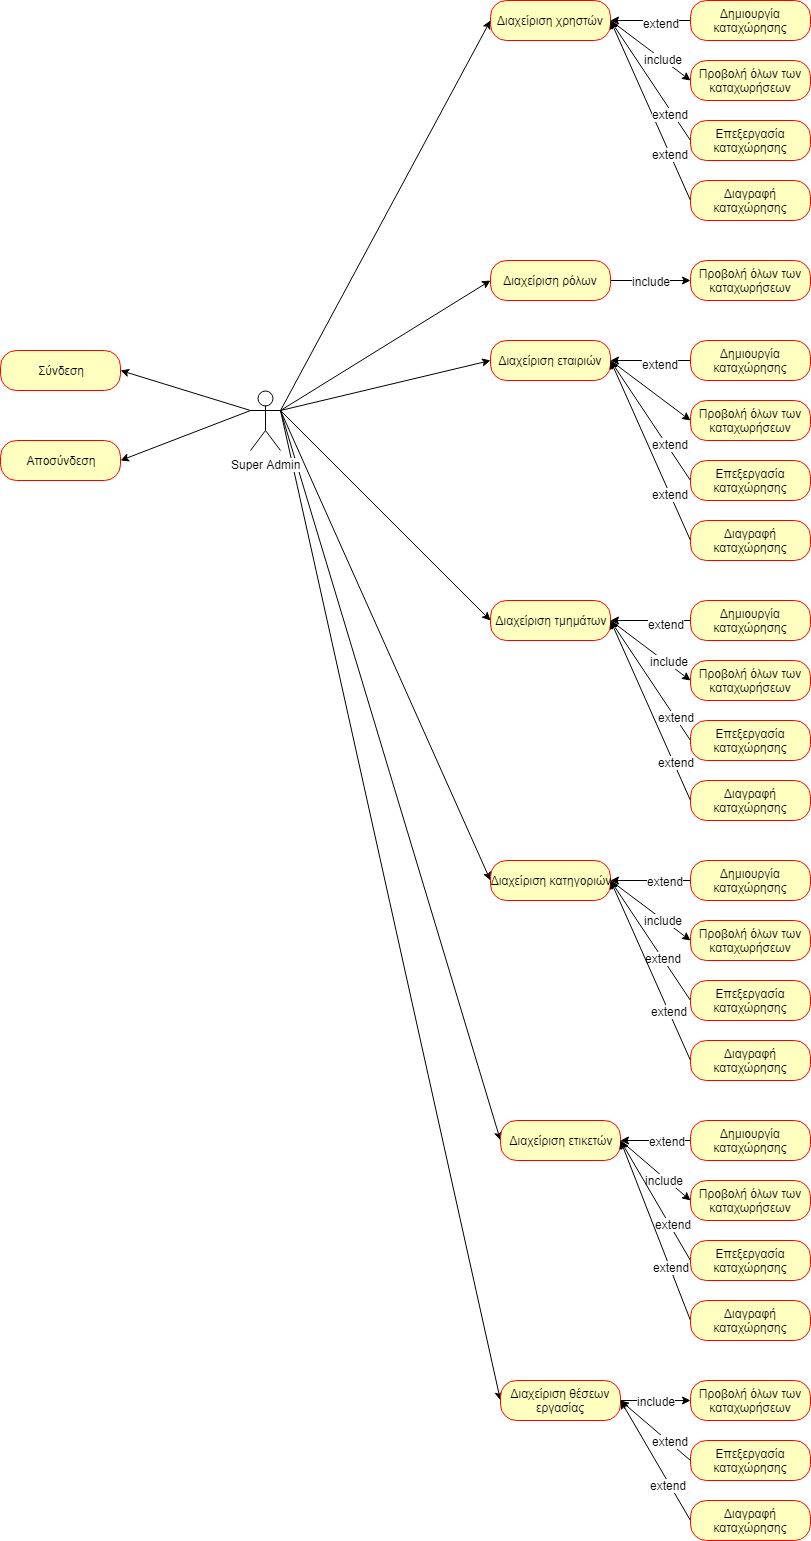 Διαχείριση χρηστών
extend
Δημιουργία
καταχώρησης
include
Προβολή όλων των
καταχωρήσεων
extend
Επεξεργασία
καταχώρησης
extend
Διαγραφή
καταχώρησης
Διαχείριση ρόλων
include
Προβολή όλων των
καταχωρήσεων
Σύνδεση
Αποσύνδεση
Super Admin
Διαχείριση εταιριών
extend
Δημιουργία
καταχώρησης
Προβολή όλων των
καταχωρήσεων
extend
Επεξεργασία
καταχώρησης
extend
Διαγραφή
καταχώρησης
Διαχείριση τμημάτων
extend
Δημιουργία
καταχώρησης
include
Προβολή όλων των
καταχωρήσεων
extend
Επεξεργασία
καταχώρησης
extend
Διαγραφή
καταχώρησης
Διαχείριση κατηγοριών
extend
Δημιουργία
καταχώρησης
include
Προβολή όλων των
καταχωρήσεων
extend
Επεξεργασία
καταχώρησης
extend
Διαγραφή
καταχώρησης
Διαχείριση ετικετών
extend
Δημιουργία
καταχώρησης
include
Προβολή όλων των
καταχωρήσεων
extend
Επεξεργασία
καταχώρησης
extend
Διαγραφή
καταχώρησης
Διαχείριση θέσεων
εργασίας
include
Προβολή όλων των
καταχωρήσεων
extend
Επεξεργασία
καταχώρησης
extend
Διαγραφή
καταχώρησης